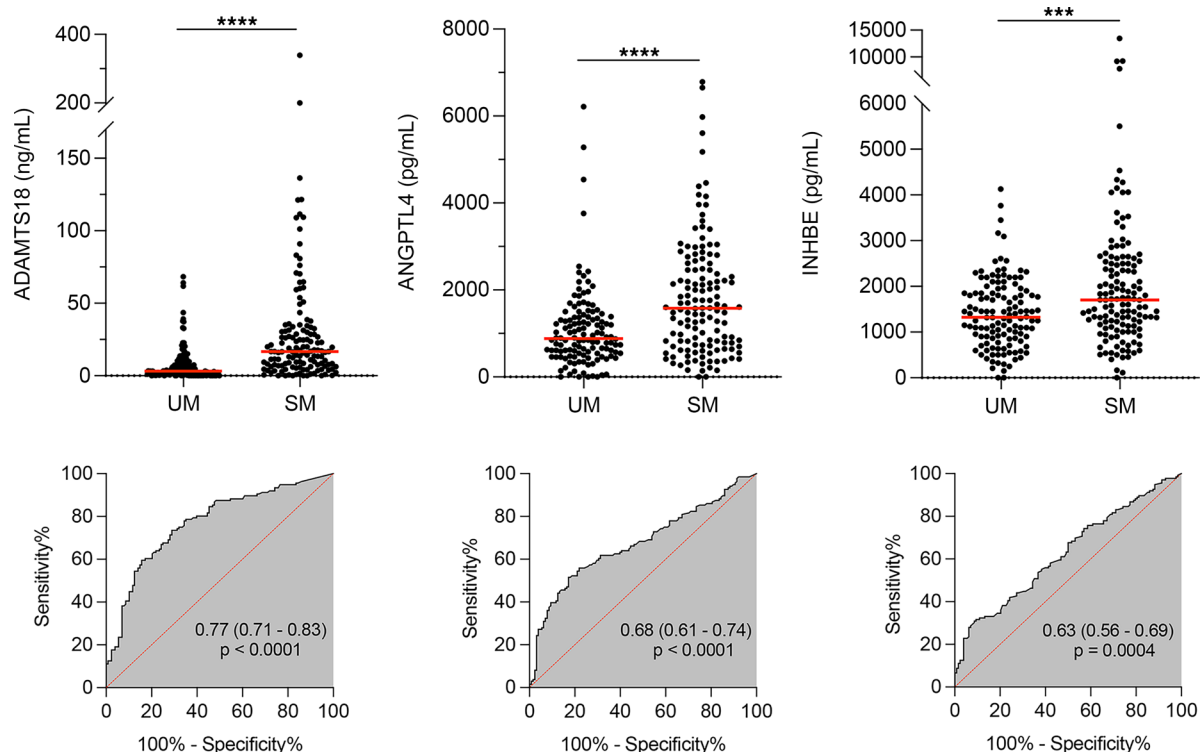 ****
ADAMTS18 (ng/mL)
400
200
150
100
50
0
UM SM
****
ANGPTL4 (pg/mL)
8000
6000
4000
2000
0
UM SM
***
INHBE (pg/mL)
15000
10000
6000
5000
4000
3000
2000
1000
0
UM SM
Sensitivity%
100
80
60
40
20
0
0.77 (0.71 - 0.83)
p < 0.0001
0 20 40 60 80 100
100% - Specificity%
Sensitivity%
100
80
60
40
20
0
0.68 (0.61 - 0.74)
p < 0.0001
0 20 40 60 80 100
100% - Specificity%
Sensitivity%
100
80
60
40
20
0
0.63 (0.56 - 0.69)
p = 0.0004
0 20 40 60 80 100
100% - Specificity%